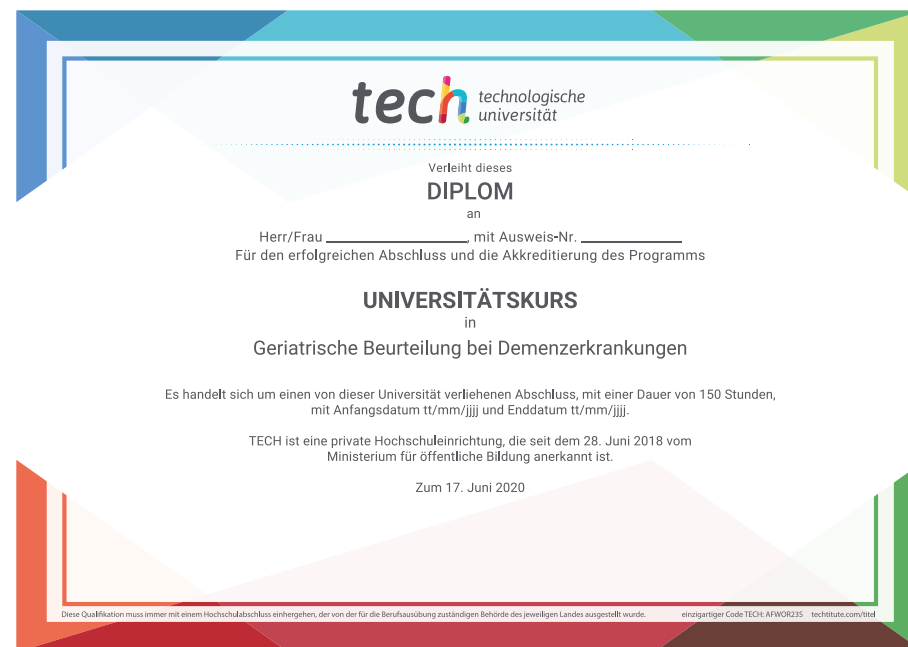 tech technologische
universität
Verleiht dieses
DIPLOM
an
Herr/Frau ________________, mit Ausweis-Nr. ____________
Für den erfolgreichen Abschluss und die Akkreditierung des Programms
UNIVERSITÄTSKURS
in
Geriatrische Beurteilung bei Demenzerkrankungen
Es handelt sich um einen von dieser Universität verliehenen Abschluss, mit einer Dauer von 150 Stunden,
mit Anfangsdatum tt/mm/jjjj und Enddatum tt/mm/jjjj.
TECH ist eine private Hochschuleinrichtung, die seit dem 28. Juni 2018 vom
Ministerium für öffentliche Bildung anerkannt ist.
Zum 17. Juni 2020
Diese Qualifikation muss immer mit einem Hochschulabschluss einhergehen, der von der für die Berufsausübung zuständigen Behörde des jeweiligen Landes ausgestellt wurde. einzigartiger Code TECH: AFWOR23S techtitute.com/titel